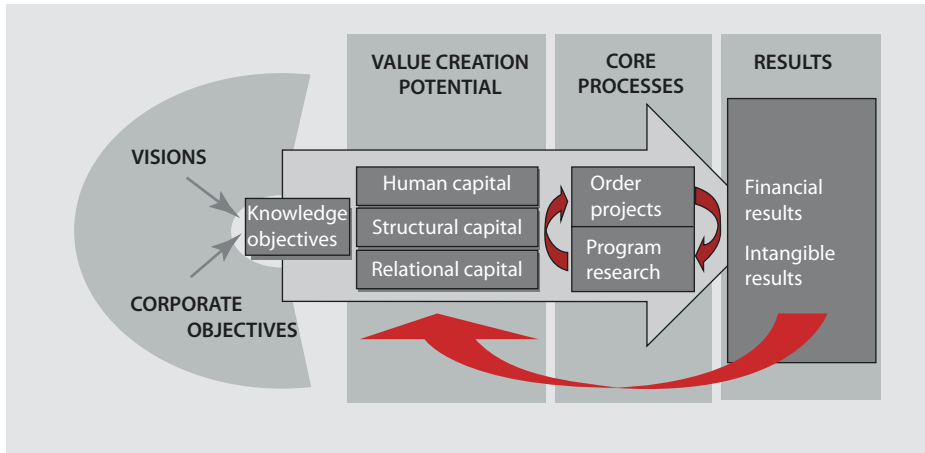 VALUE CREATION
POTENTIAL
CORE
PROCESSES
RESULTS
VISIONS
CORPORATE
OBJECTIVES
Knowledge
objectives
Human capital
Structural capital
Relational capital
Order
projects
Program
research
Financial
results
Intangible
results